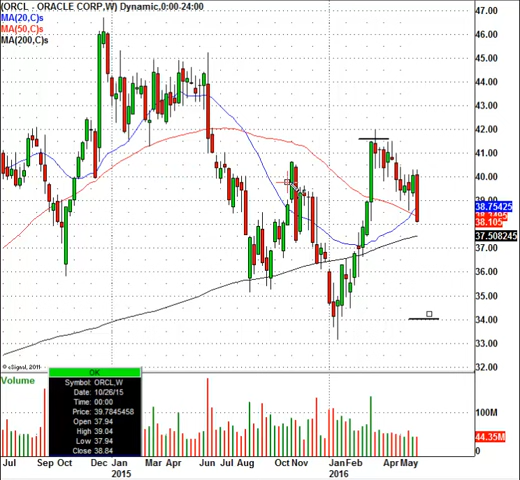 (ORCL - ORACLE CORP,W) Dynamic,0:00-24:00
MA(20,C)s
MA(50,C)s
MA(200,C)s
47.00
46.00
45.00
44.00
43.00
42.00
41.00
40.00
39.00
38.75425
38.105
37.508245
37.00
36.00
35.00
34.00
33.00
32.00
© eSignal, 2011
Volume
100M
44.35M
0
OK
Symbol: ORCL,W
Date: 10/26/15
Time: 00:00
Price: 39.7845458
Open: 37.94
High: 39.04
Low: 37.94
Close 38.84
Jul Sep Oct Dec Jan Mar Apr Jun Jul Aug Oct Nov Jan Feb Apr May
2015 2016